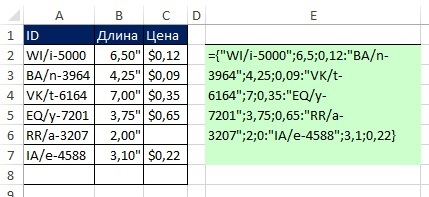 A B C D E
1 ID Длина Цена
2 WI/i-5000 6,50" $0,12 ={"WI/i-5000";6,5;0,12:"BA/n-
3 BA/n-3964 4,25" $0,09 3964";4,25;0,09:"VK/t-
4 VK/t-6164 7,00" $0,35 6164";7;0,35:"EQ/y-
5 EQ/y-7201 3,75" $0,65 7201";3,75;0,65:"RR/a-
6 RR/a-3207 2,00" 3207";2;0:"IA/e-4588";3,1;0,22}
7 IA/e-4588 3,10" $0,22
8
9